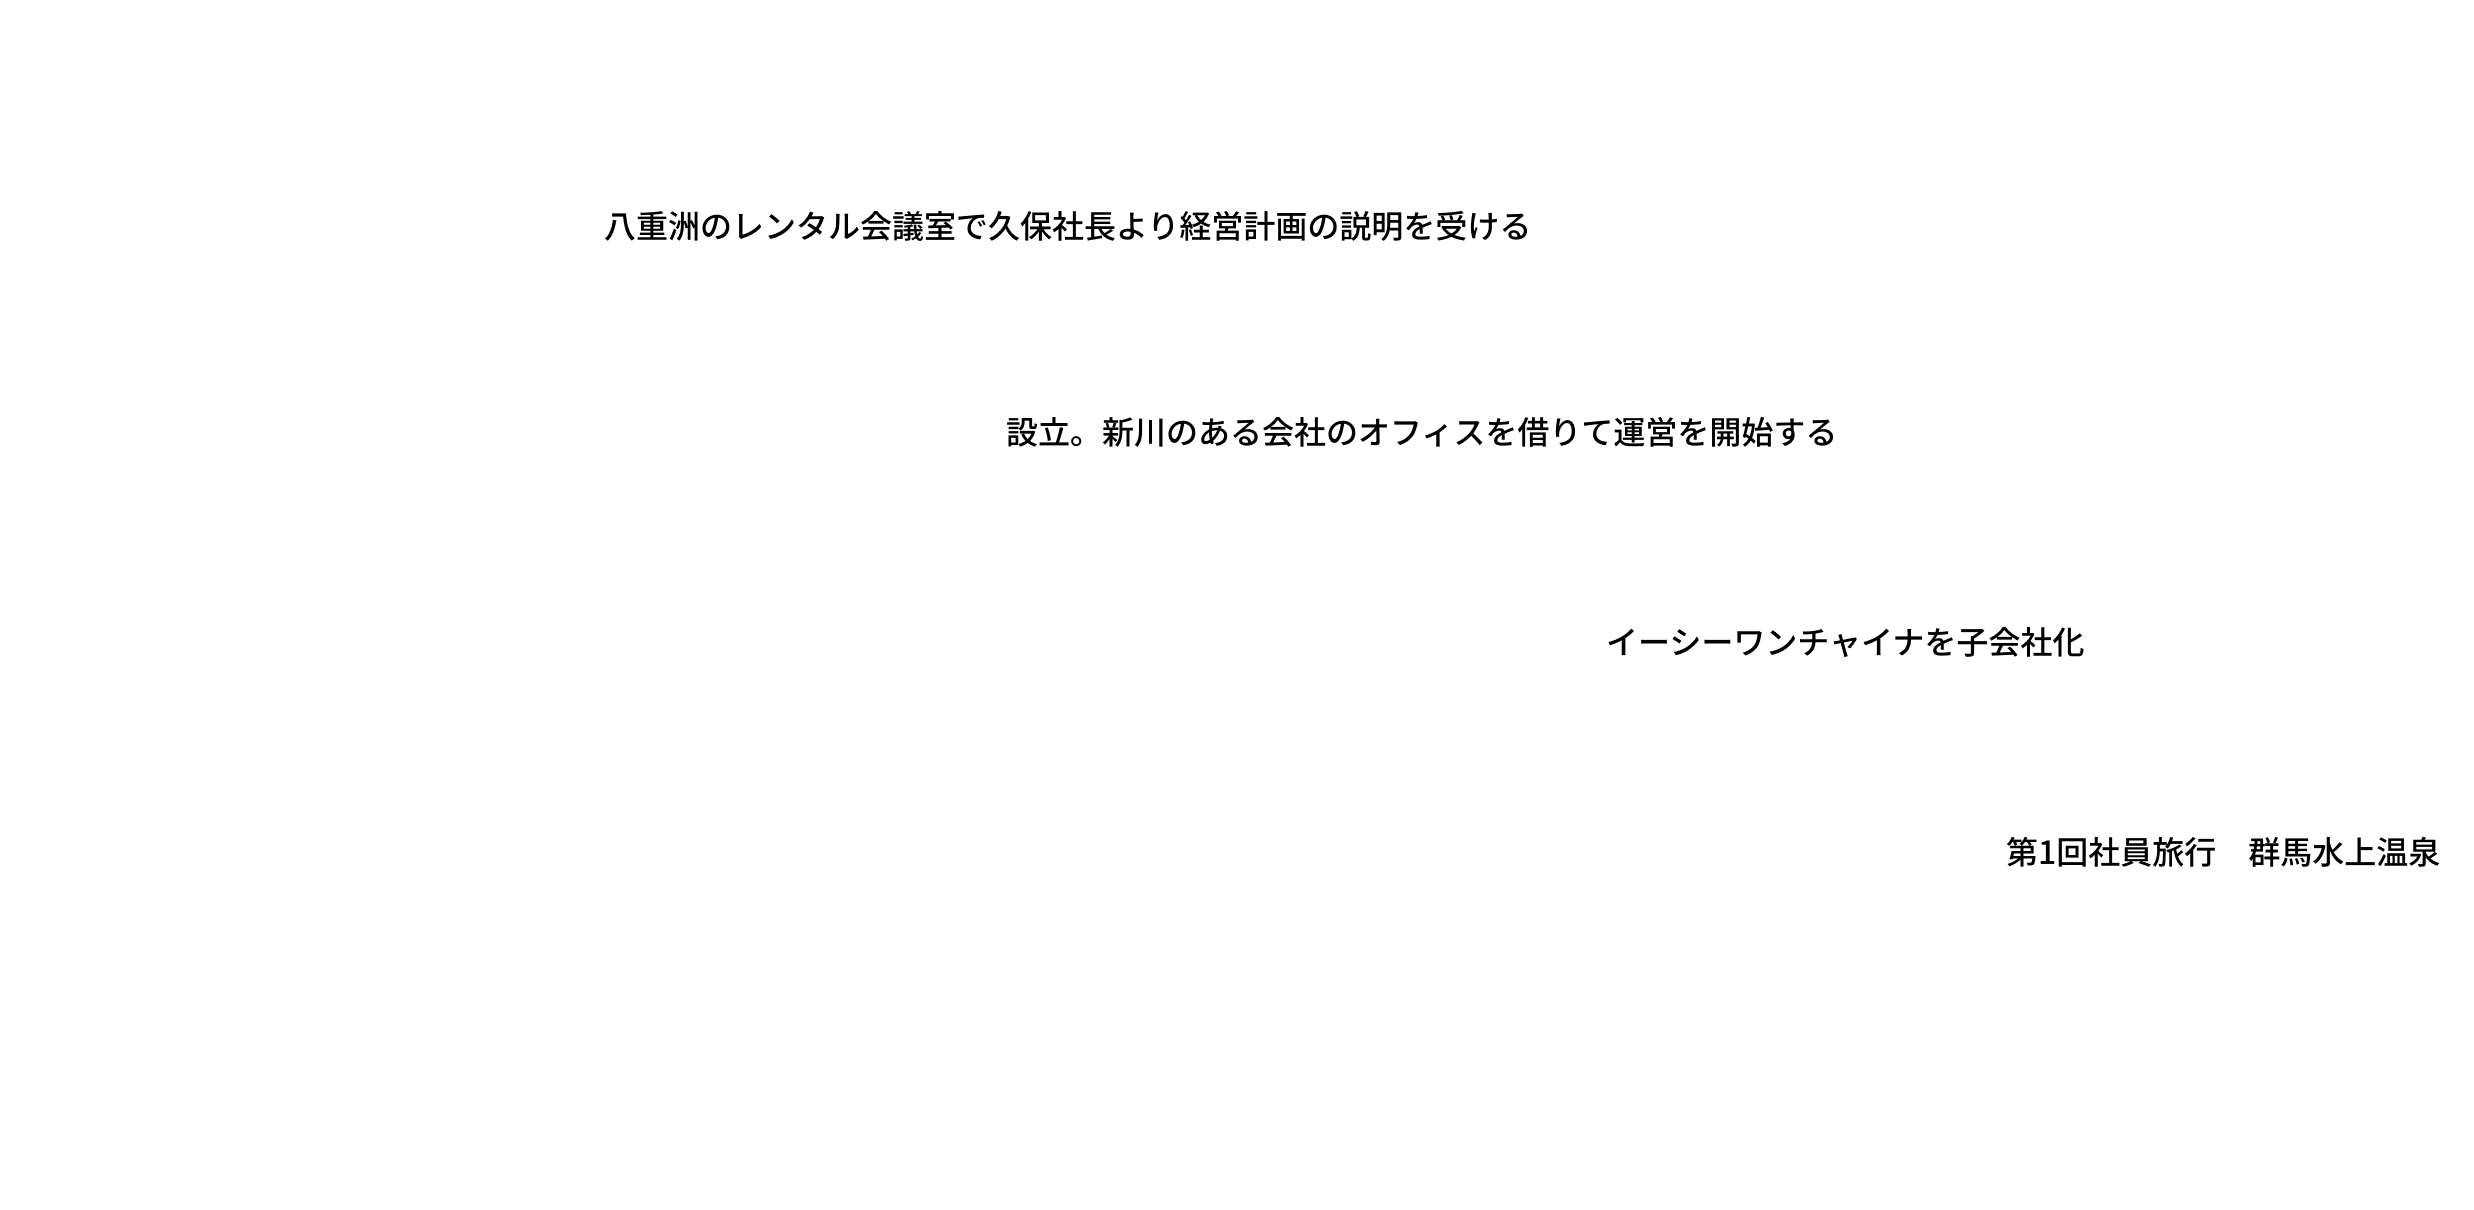 八重洲のレンタル会議室で久保社長より経営計画の説明を受ける
設立。新川のある会社のオフィスを借りて運営を開始する
イーシーワンチャイナを子会社化
第1回社員旅行　群馬水上温泉